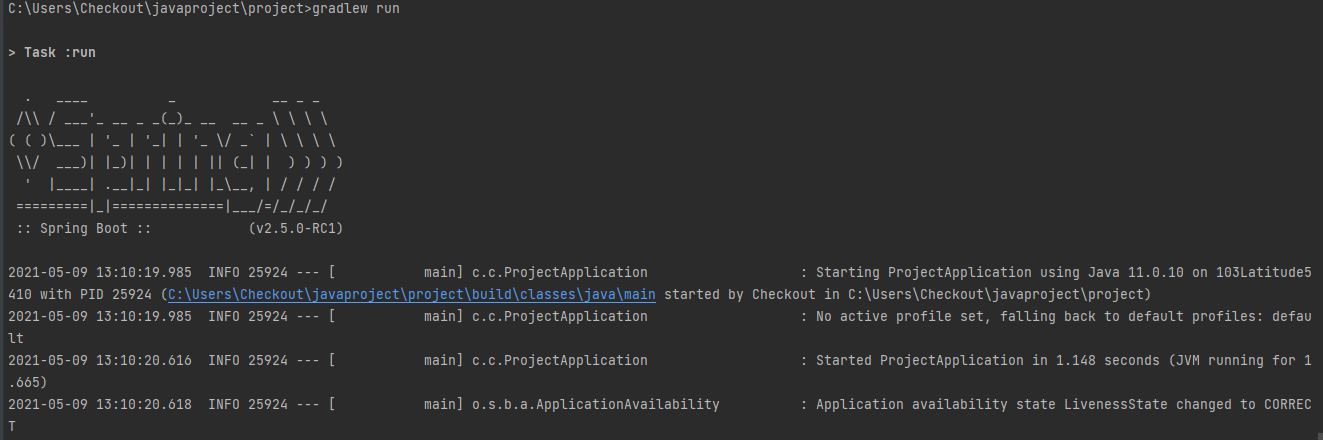 C:\Users\Checkout\javaproject\project>gradlew run
> Task :run
  .   ____          _            __ _ _
 /\\ / ___'_ __ _ _(_)_ __  __ _ \ \ \ \
( ( )\___ | '_ | '_| | '_ \/ _` | \ \ \ \
 \\/  ___)| |_)| | | | | || (_| |  ) ) ) )
  '  |____| .__|_| |_|_| |_\__, | / / / /
 =========|_|==============|___/=/_/_/_/
 :: Spring Boot ::            (v2.5.0-RC1)
2021-05-09 13:10:19.985  INFO 25924 --- [           main] c.c.ProjectApplication                   : Starting ProjectApplication using Java 11.0.10 on 103Latitude5
410 with PID 25924 (C:\Users\Checkout\javaproject\project\build\classes\java\main started by Checkout in C:\Users\Checkout\javaproject\project)
2021-05-09 13:10:19.985  INFO 25924 --- [           main] c.c.ProjectApplication                   : No active profile set, falling back to default profiles: defau
lt
2021-05-09 13:10:20.616  INFO 25924 --- [           main] c.c.ProjectApplication                   : Started ProjectApplication in 1.148 seconds (JVM running for 1
.665)
2021-05-09 13:10:20.618  INFO 25924 --- [           main] o.s.b.a.ApplicationAvailability          : Application availability state LivenessState changed to CORREC
T